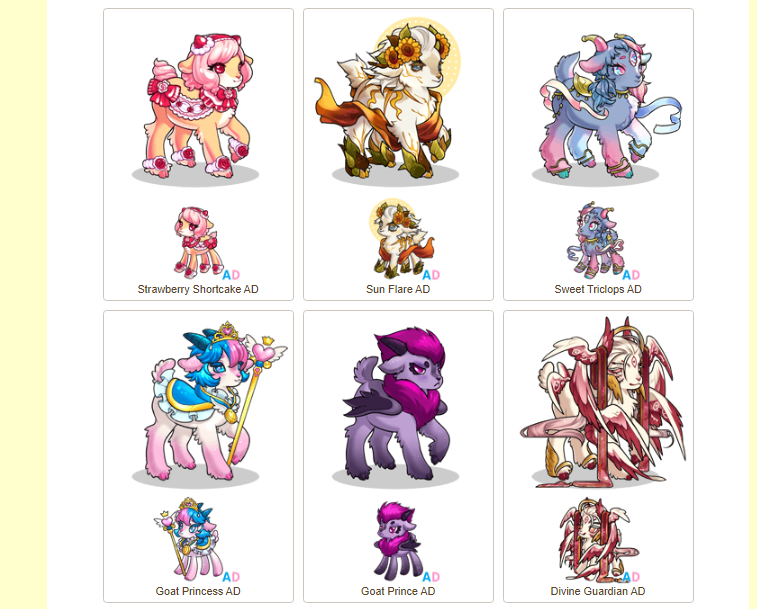 AD
AD
AD
Strawberry Shortcake AD
Sun Flare AD
Sweet Triclops AD
AD
AD
AD
Goat Princess AD
Goat Prince AD
Divine Guardian AD